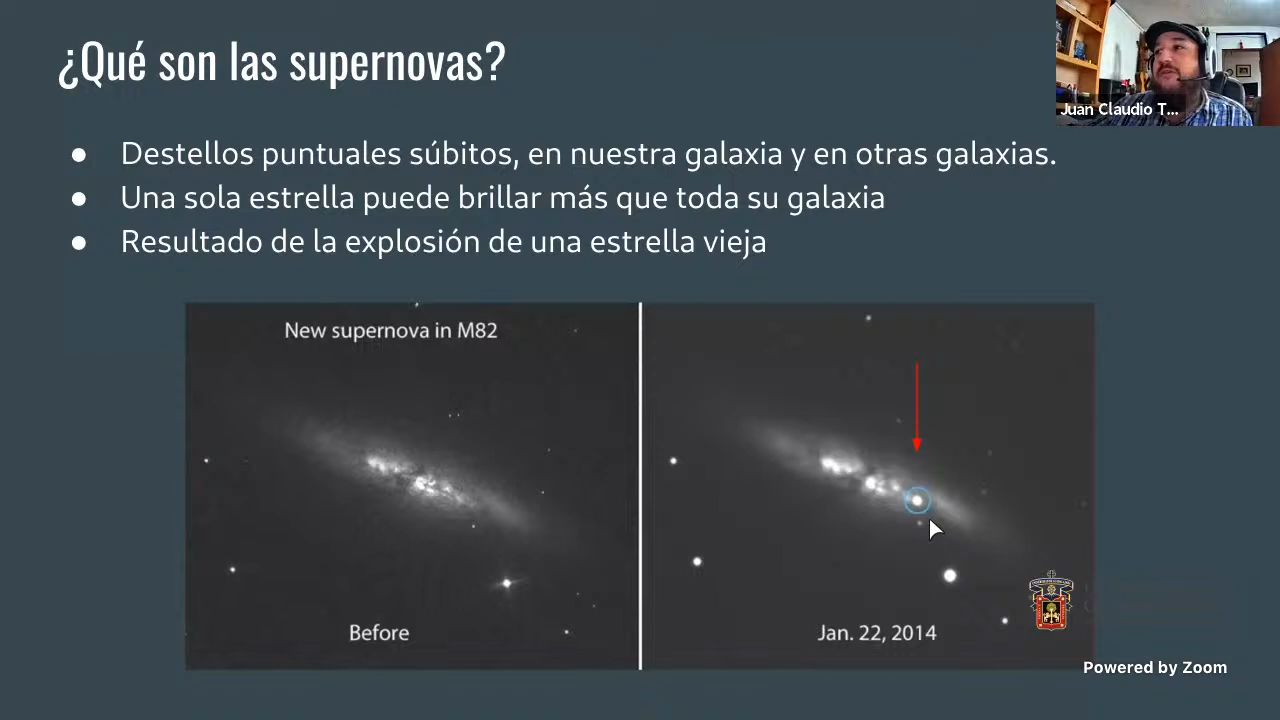 ¿Qué son las supernovas?
Juan Claudio T...
● Destellos puntuales súbitos, en nuestra galaxia y en otras galaxias.
● Una sola estrella puede brillar más que toda su galaxia
● Resultado de la explosión de una estrella vieja
New supernova in M82
Before
Jan. 22, 2014
Powered by Zoom